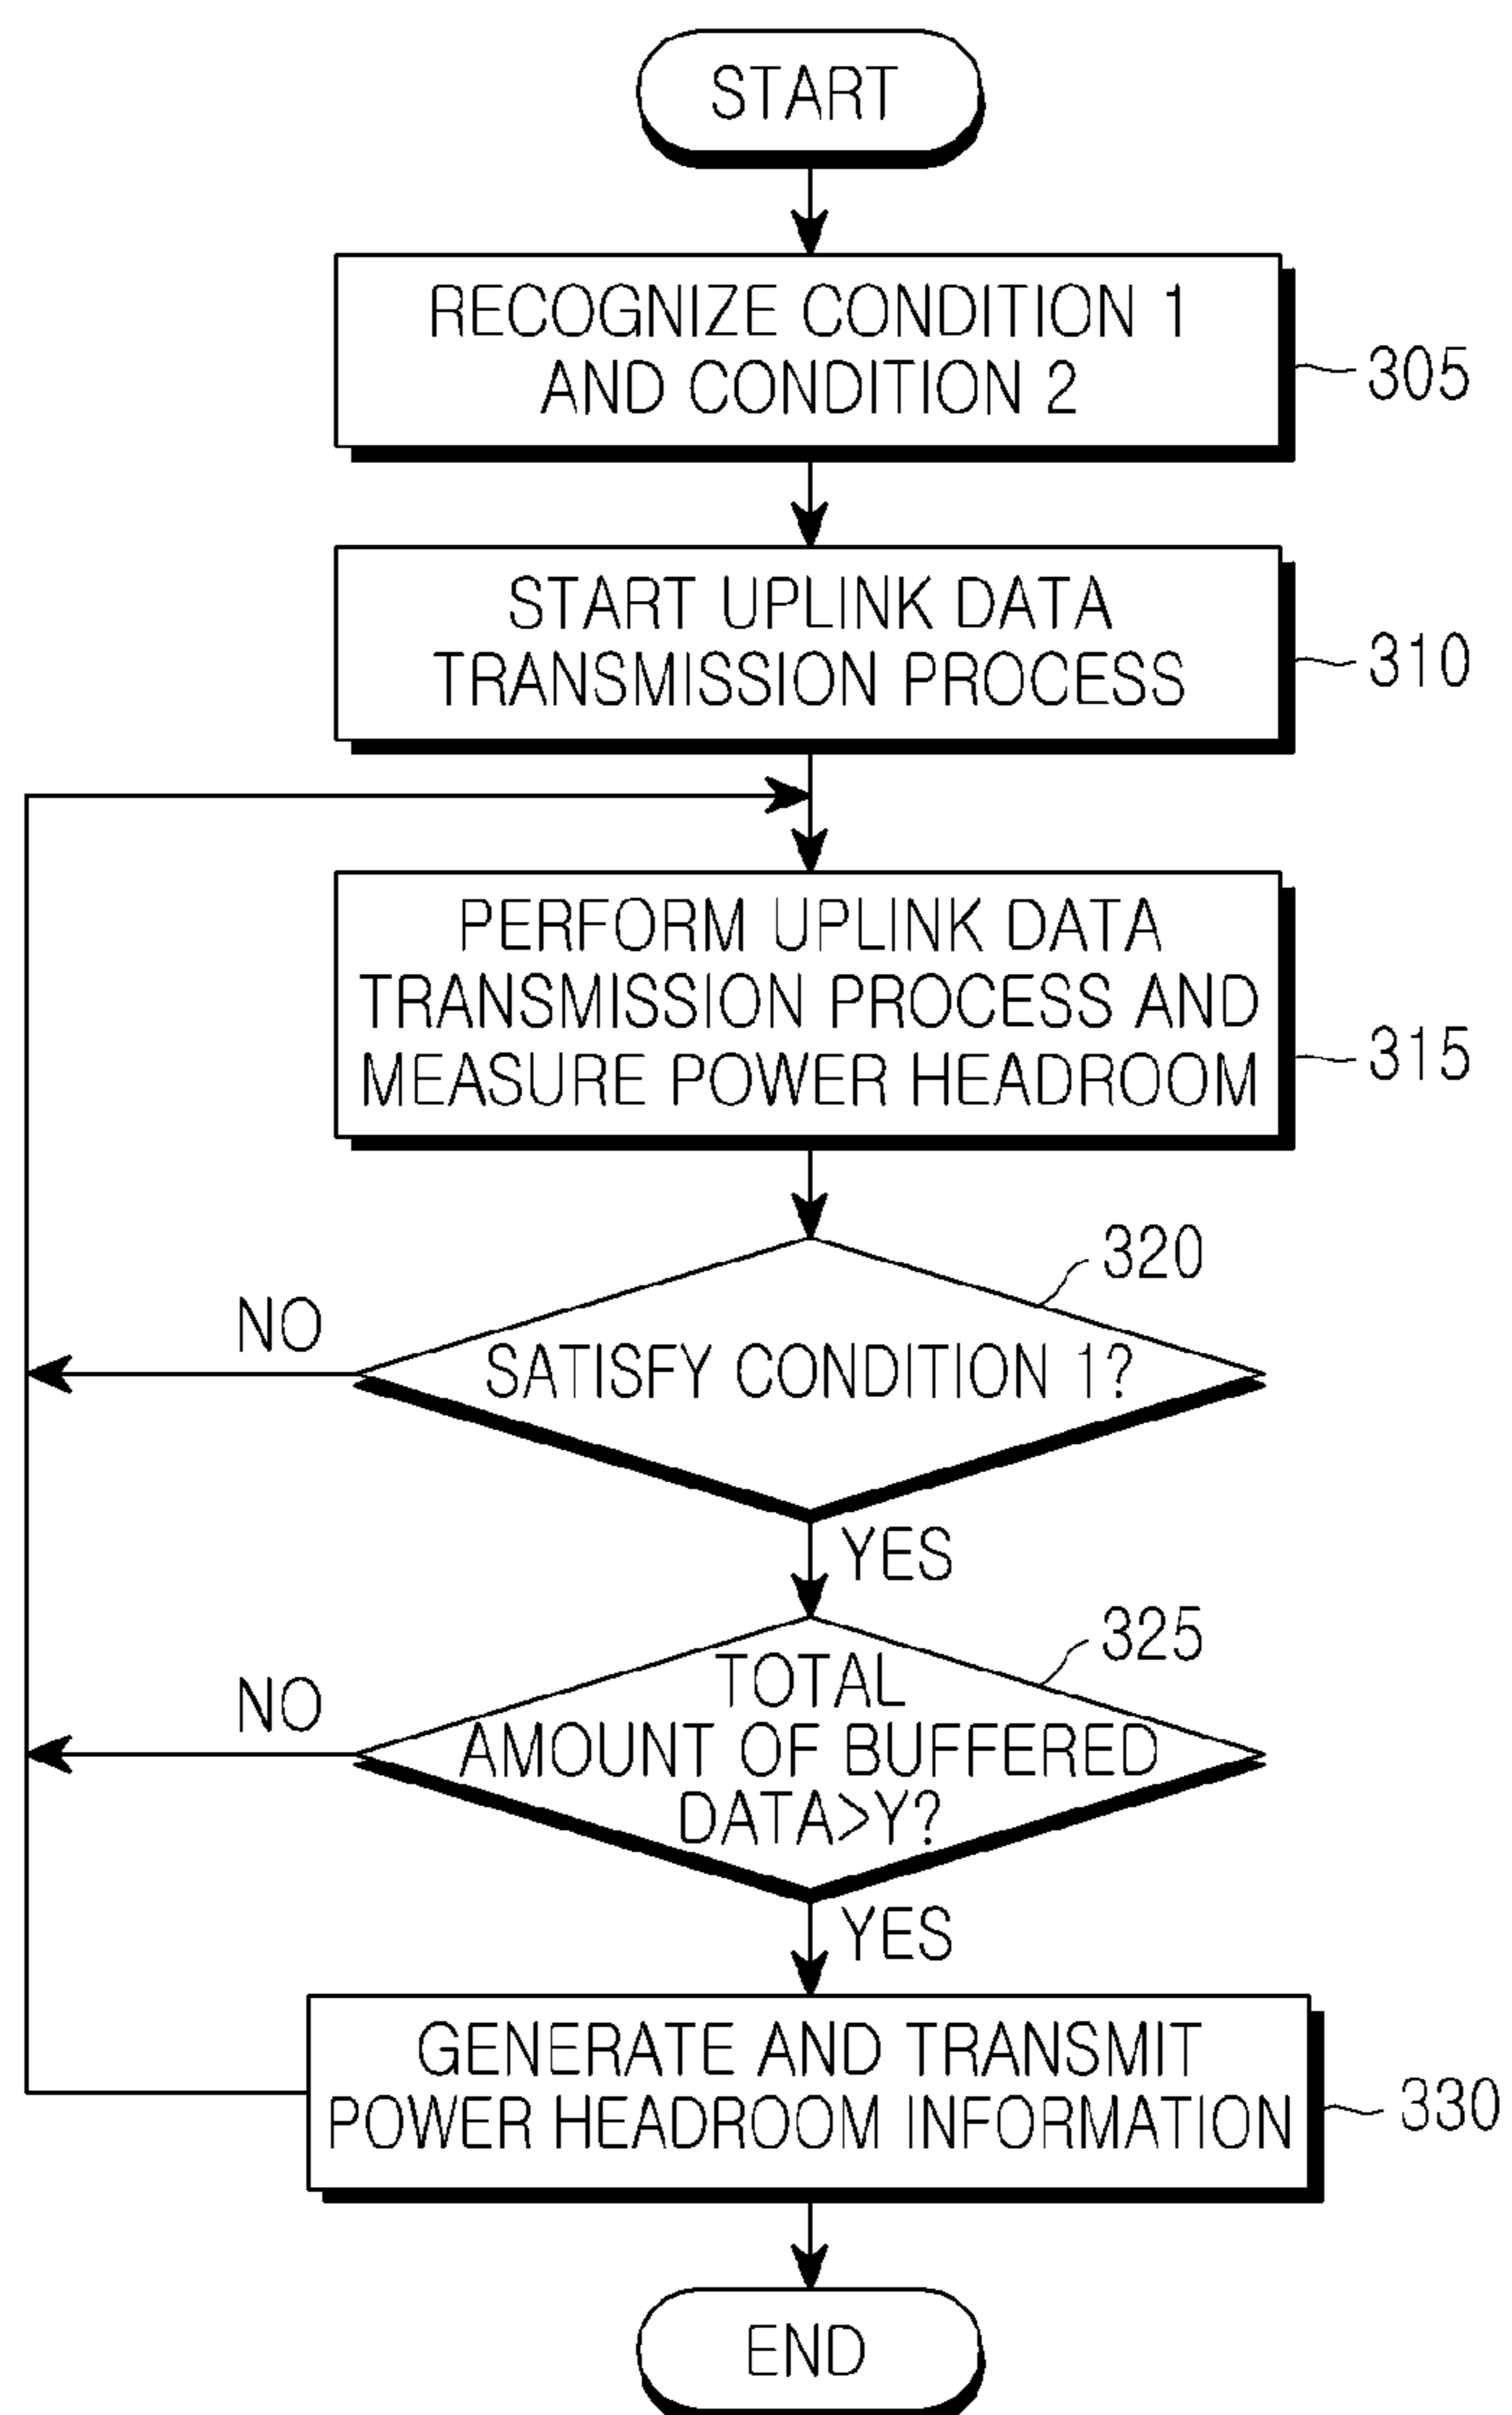 START
RECOGNIZE CONDITION 1
AND CONDITION 2
305
START UPLINK DATA
TRANSMISSION PROCESS
310
PERFORM UPLINK DATA
TRANSMISSION PROCESS AND
MEASURE POWER HEADROOM
315
320
NO
SATISFY CONDITION 1?
YES
325
NO
TOTAL
AMOUNT OF BUFFERED
DATA>Y?
YES
GENERATE AND TRANSMIT
POWER HEADROOM INFORMATION
330
END